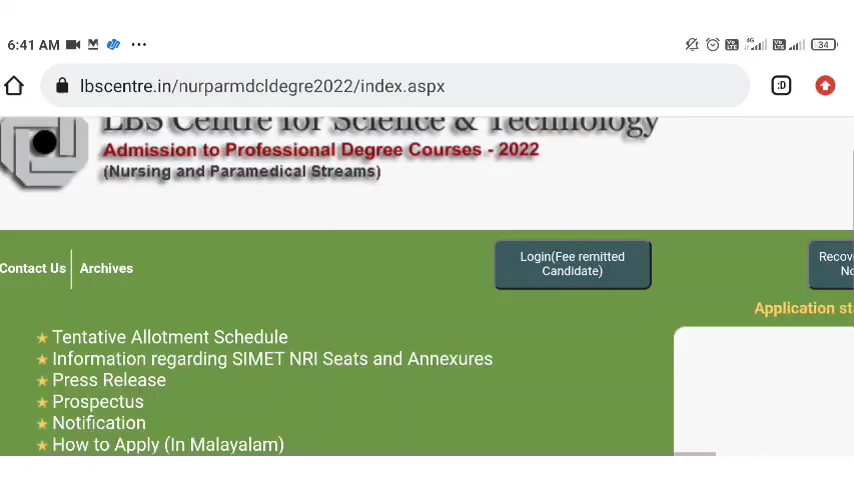 6:41 AM
4G
34
lbscentre.in/nurparmdcldegre2022/index.aspx
:D
LBS Centre for Science & Technology
Admission to Professional Degree Courses - 2022
(Nursing and Paramedical Streams)
Contact Us
Archives
Login(Fee remitted
Candidate)
Application
Tentative Allotment Schedule
Information regarding SIMET NRI Seats and Annexures
Press Release
Prospectus
Notification
How to Apply (In Malayalam)